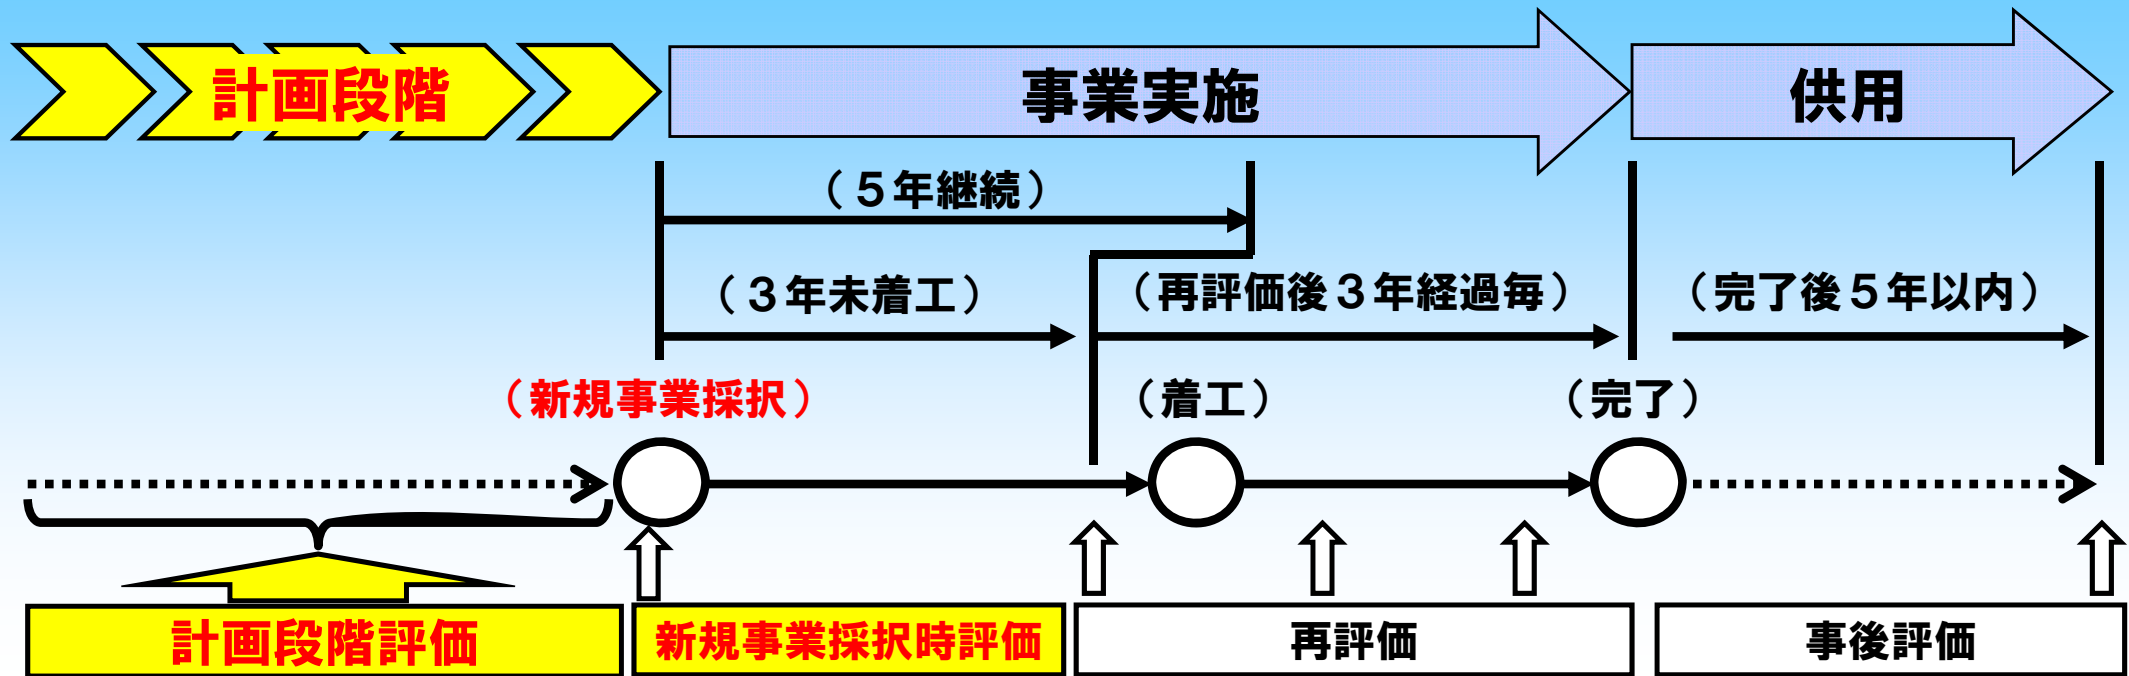 計画段階
事業実施
供用
（５年継続）
（３年未着工）
（再評価後３年経過毎）
（完了後５年以内）
（新規事業採択）
（着工）
（完了）
計画段階評価
新規事業採択時評価
再評価
事後評価